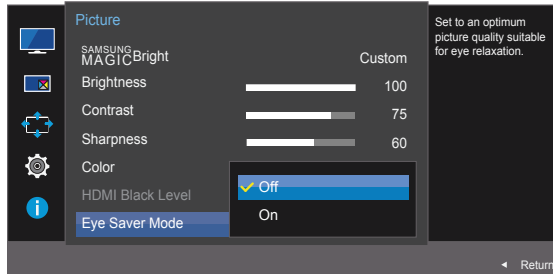 Picture
SAMSUNG
MAGICBright Custom
Brightness 100
Contrast 75
Sharpness 60
Color
HDMI Black Level
Eye Saver Mode
Off
On
Set to an optimum
picture quality suitable
for eye relaxation.
Return